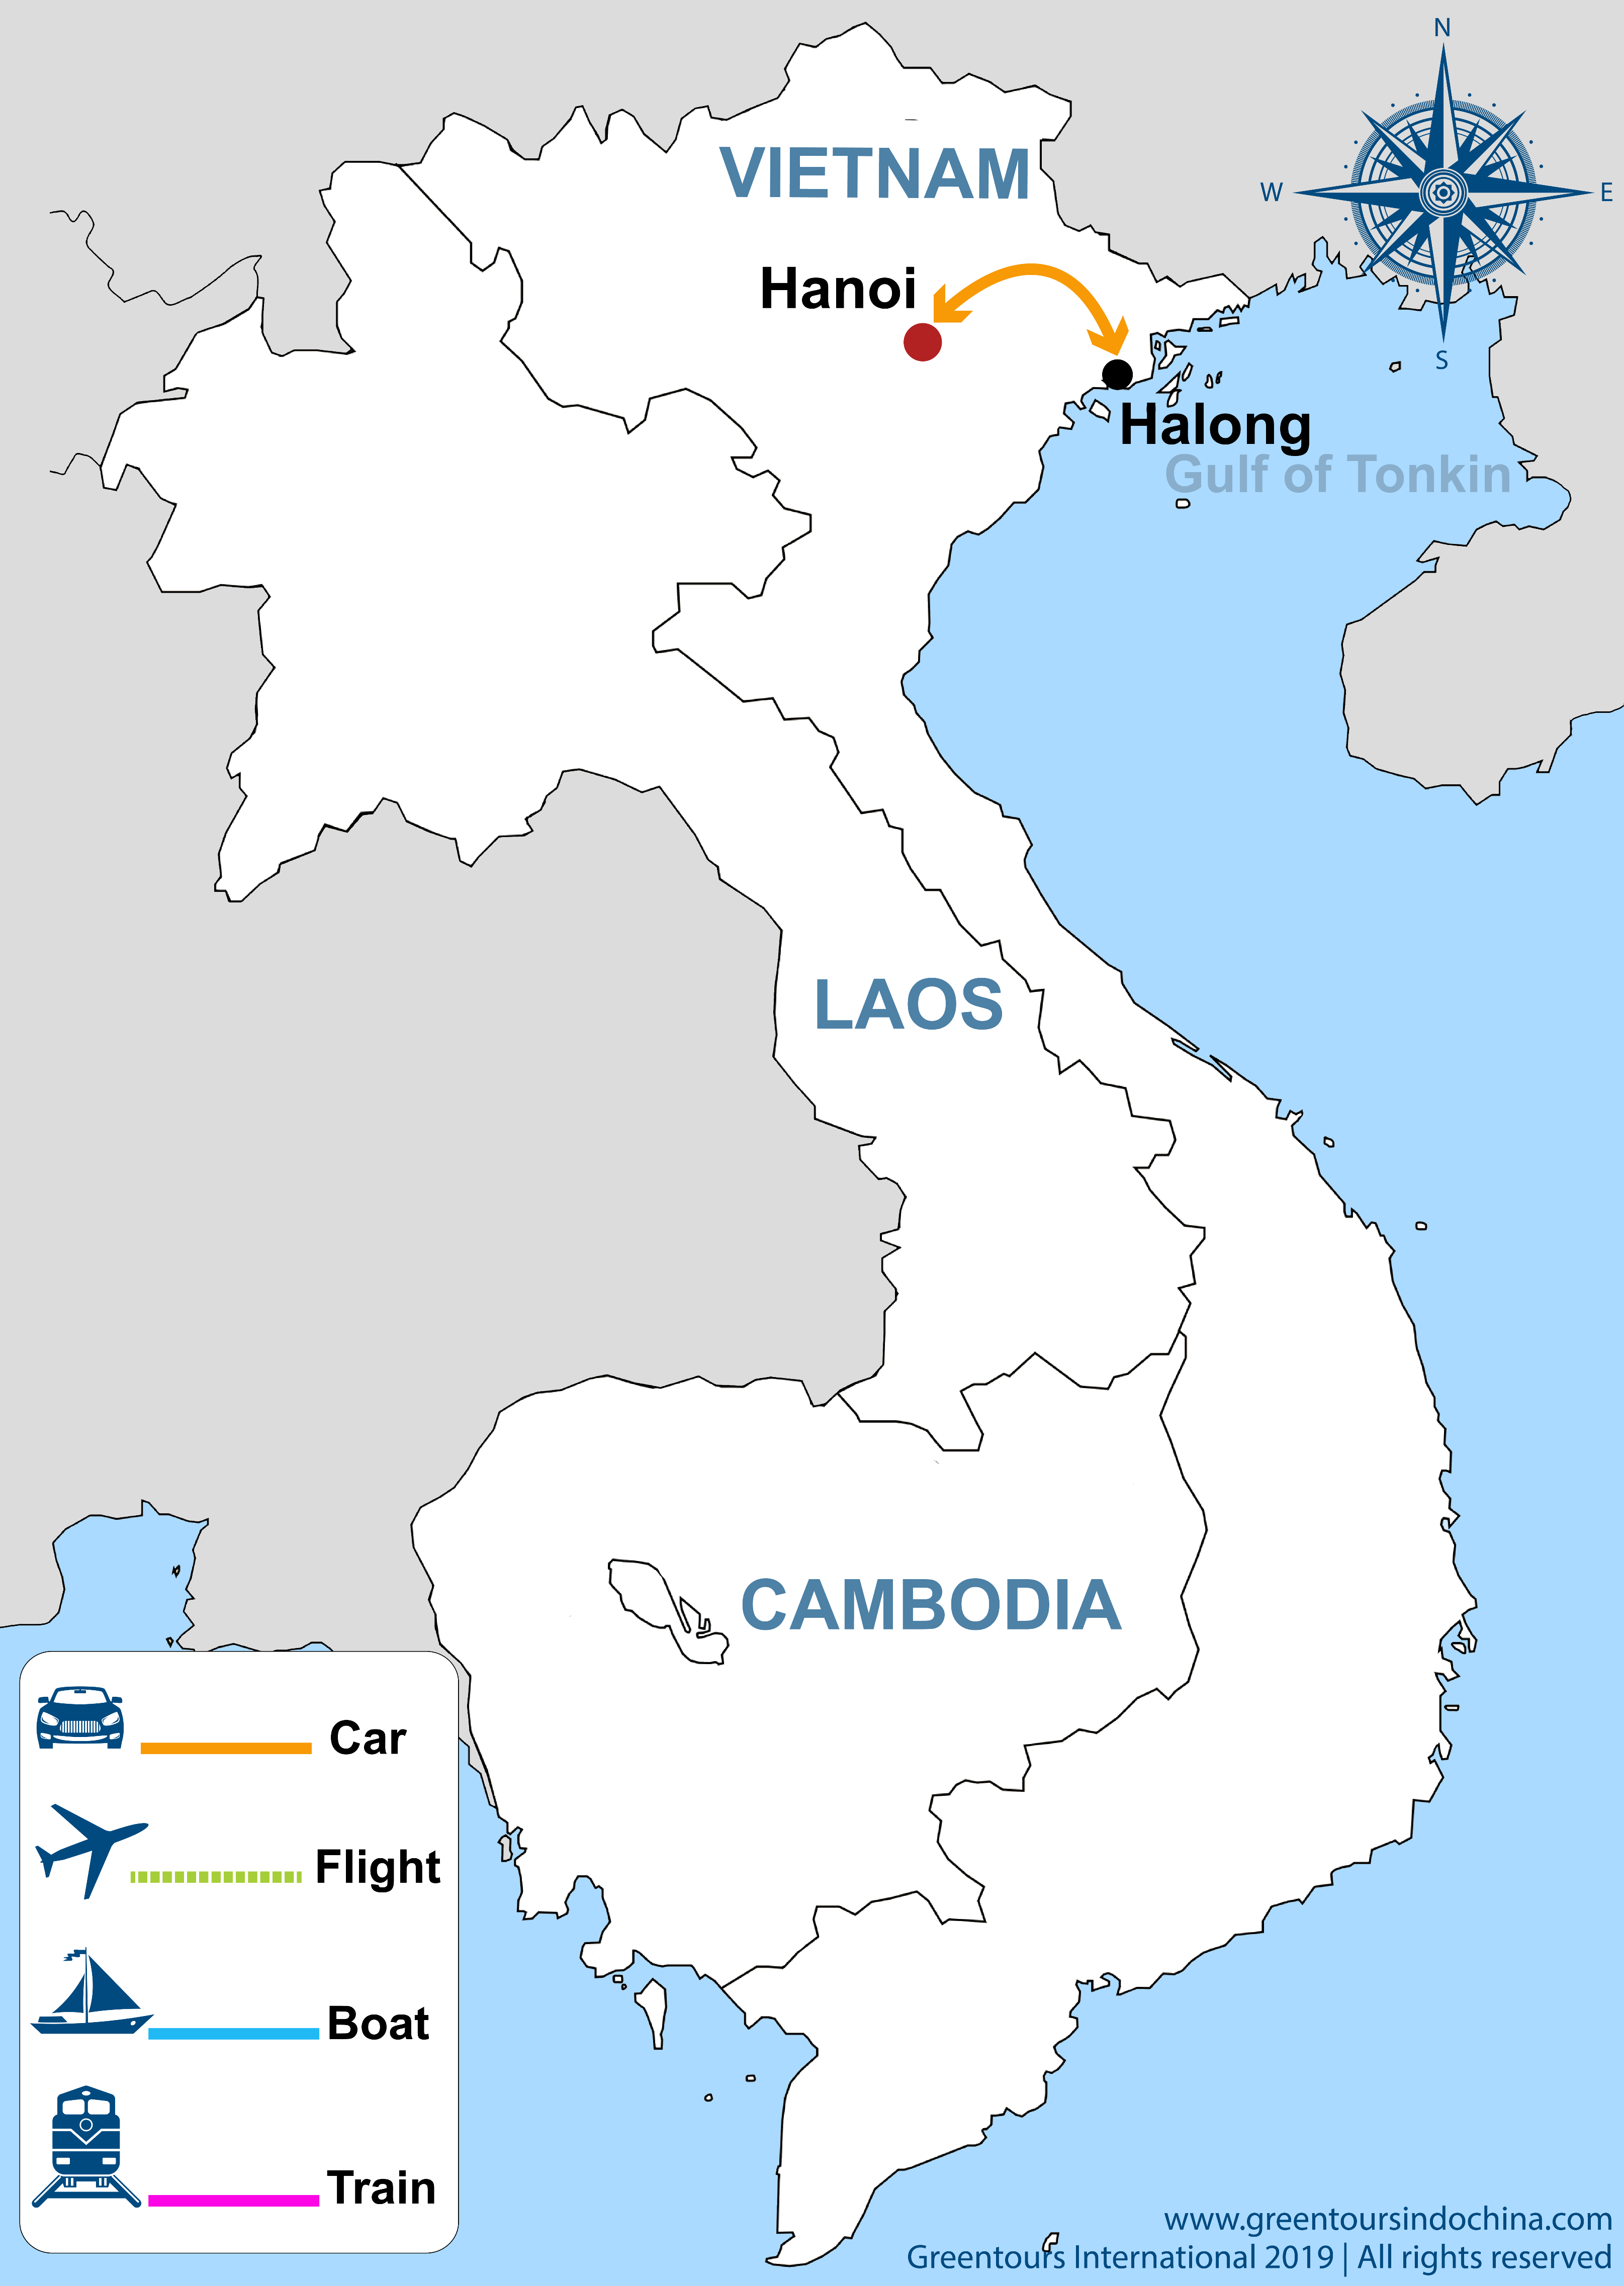 N
VIETNAM
W
E
Hanoi
S
Halong
Gulf of Tonkin
LAOS
CAMBODIA
Car
Flight
Boat
Train
www.greentoursindochina.com
Greentours International 2019 | All rights reserved